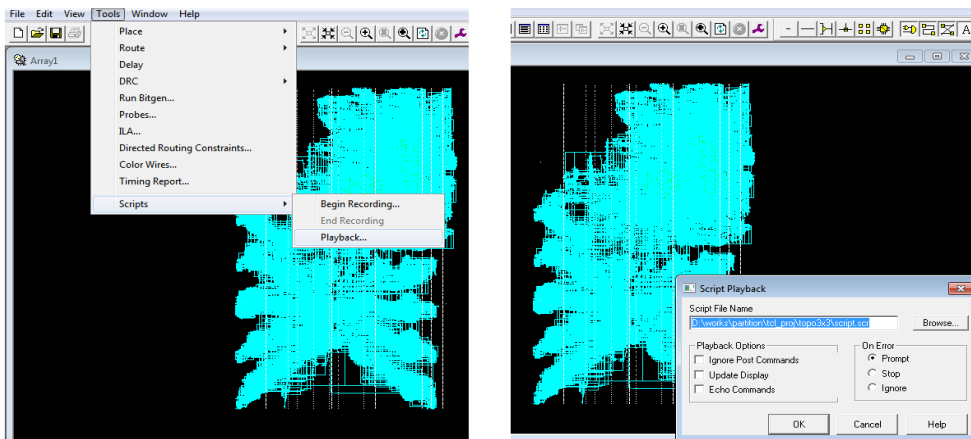 File Edit View Tools Window Help
Array1
Place
Route
Delay
DRC
Run Bitgen...
Probes...
ILA...
Directed Routing Constraints...
Color Wires...
Timing Report...
Scripts
Begin Recording...
End Recording
Playback...
A
Script Playback
Script File Name
D:\works\partition\tcl_proj\topo3x3\script.scr
Browse...
Playback Options
Ignore Post Commands
Update Display
Echo Commands
On Error
Prompt
Stop
Ignore
OK Cancel Help